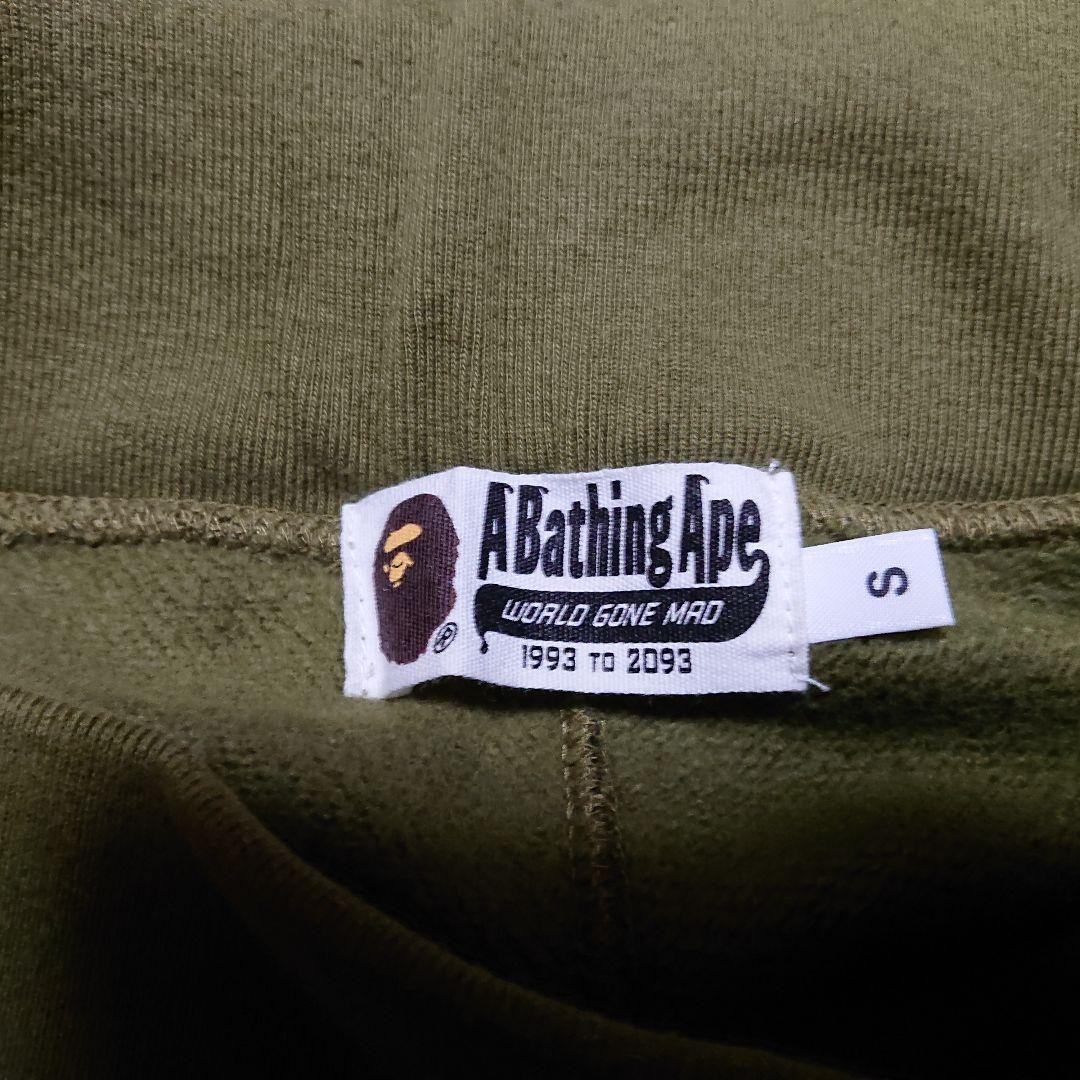 A Bathing Ape
®
WORLD GONE MAD
1993 TO 2093
S